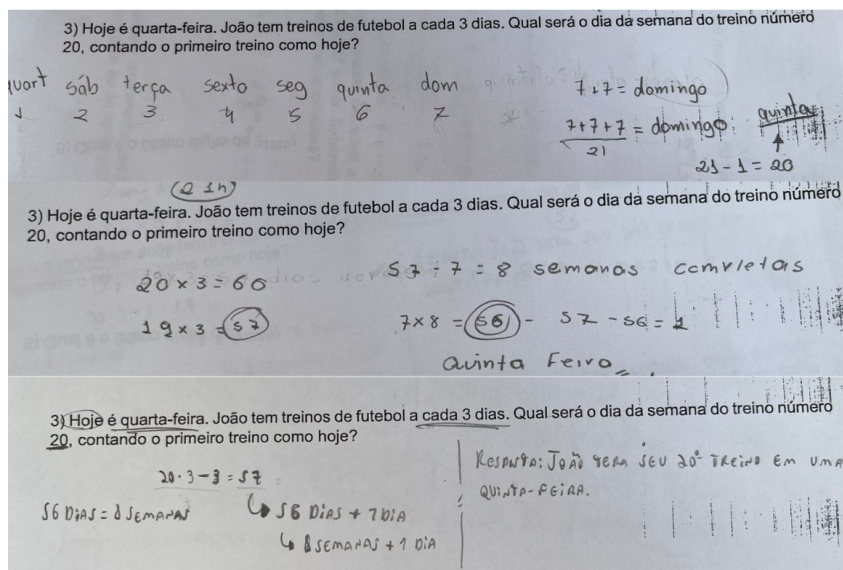 3) Hoje é quarta-feira. João tem treinos de futebol a cada 3 dias. Qual será o dia da semana do treino número
20, contando o primeiro treino como hoje?
quart sáb terça sexto seg quinta dom
1 2 3 4 5 6 7
7+7 = domingo
7+7+7 = domingo quinta
21
21 - 1 = 20
3) Hoje é quarta-feira. João tem treinos de futebol a cada 3 dias. Qual será o dia da semana do treino número
20, contando o primeiro treino como hoje?
20 x 3 = 60
57 ÷ 7 = 8 semanas completas
19 x 3 = 57
7 x 8 = 56 - 57 - 56 = 1
Quinta Feira
3) Hoje é quarta-feira. João tem treinos de futebol a cada 3 dias. Qual será o dia da semana do treino número
20, contando o primeiro treino como hoje?
20·3-3 = 57
56 DIAS = 8 SEMANAS
56 DIAS + 1 DIA
8 SEMANAS + 1 DIA
RESPOSTA: JOÃO TERA SEU 20° TREINO EM UMA
QUINTA-FEIRA.